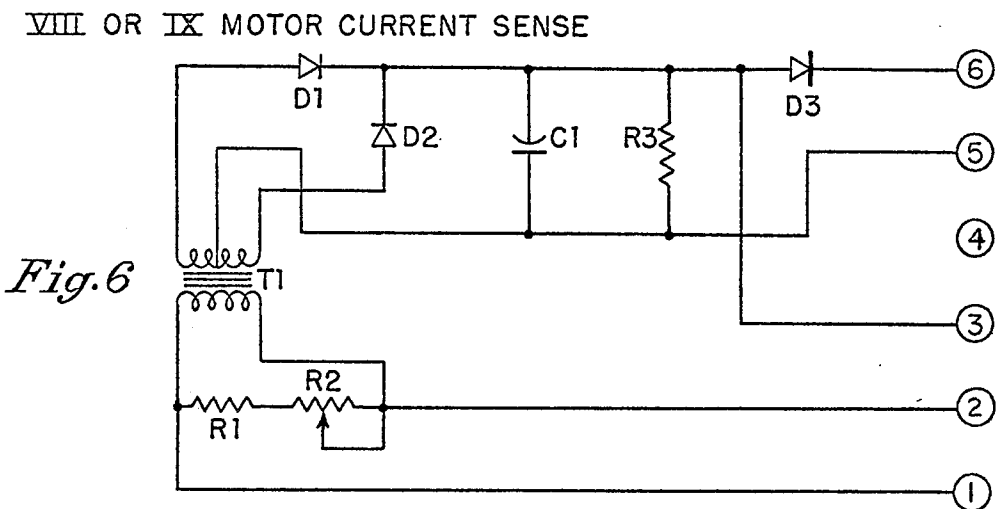 VIII OR IX MOTOR CURRENT SENSE
D1
D3
6
D2
C1
R3
5
4
Fig.6
T1
3
R2
R1
2
1